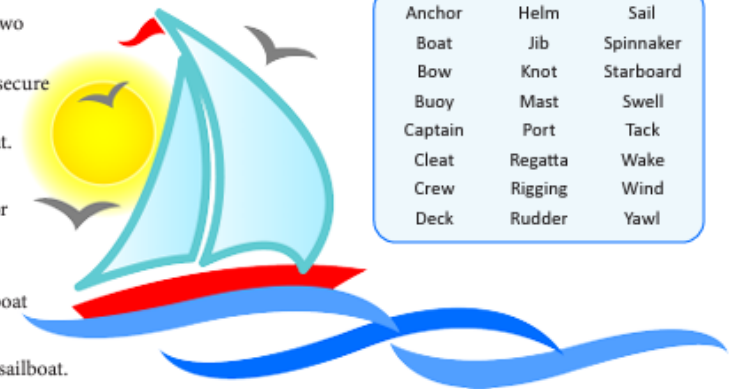 wo
secure
t.
r
oat
sailboat.
Anchor Helm Sail
Boat Jib Spinnaker
Bow Knot Starboard
Buoy Mast Swell
Captain Port Tack
Cleat Regatta Wake
Crew Rigging Wind
Deck Rudder Yawl